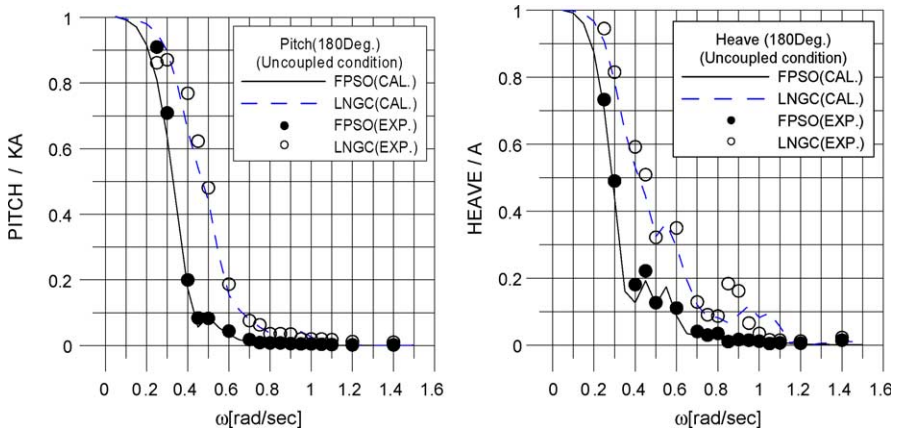 PITCH / KA
1
0.8
0.6
0.4
0.2
0
Pitch(180Deg.)
(Uncoupled condition)
FPSO(CAL.)
LNGC(CAL.)
FPSO(EXP.)
LNGC(EXP.)
0 0.2 0.4 0.6 0.8 1 1.2 1.4 1.6
ω[rad/sec]
HEAVE / A
1
0.8
0.6
0.4
0.2
0
Heave (180Deg.)
(Uncoupled condition)
FPSO(CAL.)
LNGC(CAL.)
FPSO(EXP.)
LNGC(EXP.)
0 0.2 0.4 0.6 0.8 1 1.2 1.4 1.6
ω[rad/sec]